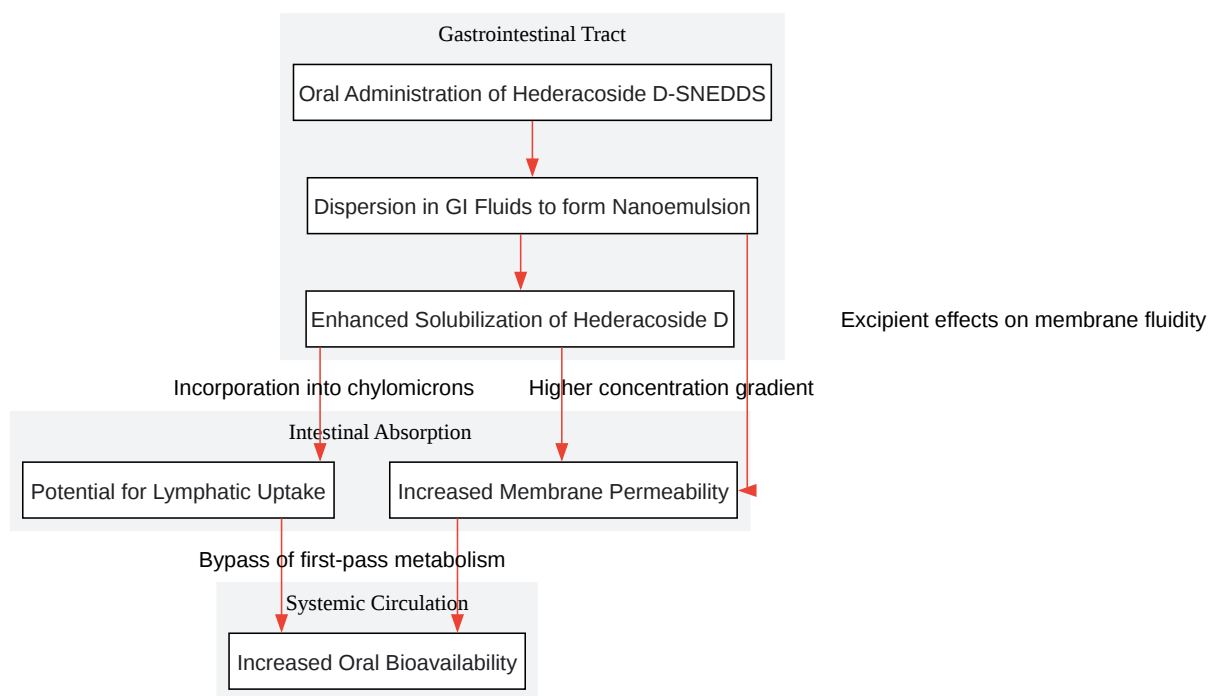 Gastrointestinal Tract
Oral Administration of Hederacoside D-SNEDDS
Dispersion in GI Fluids to form Nanoemulsion
Enhanced Solubilization of Hederacoside D
Excipient effects on membrane fluidity
Incorporation into chylomicrons
Higher concentration gradient
Intestinal Absorption
Potential for Lymphatic Uptake
Increased Membrane Permeability
Bypass of first-pass metabolism
Systemic Circulation
Increased Oral Bioavailability